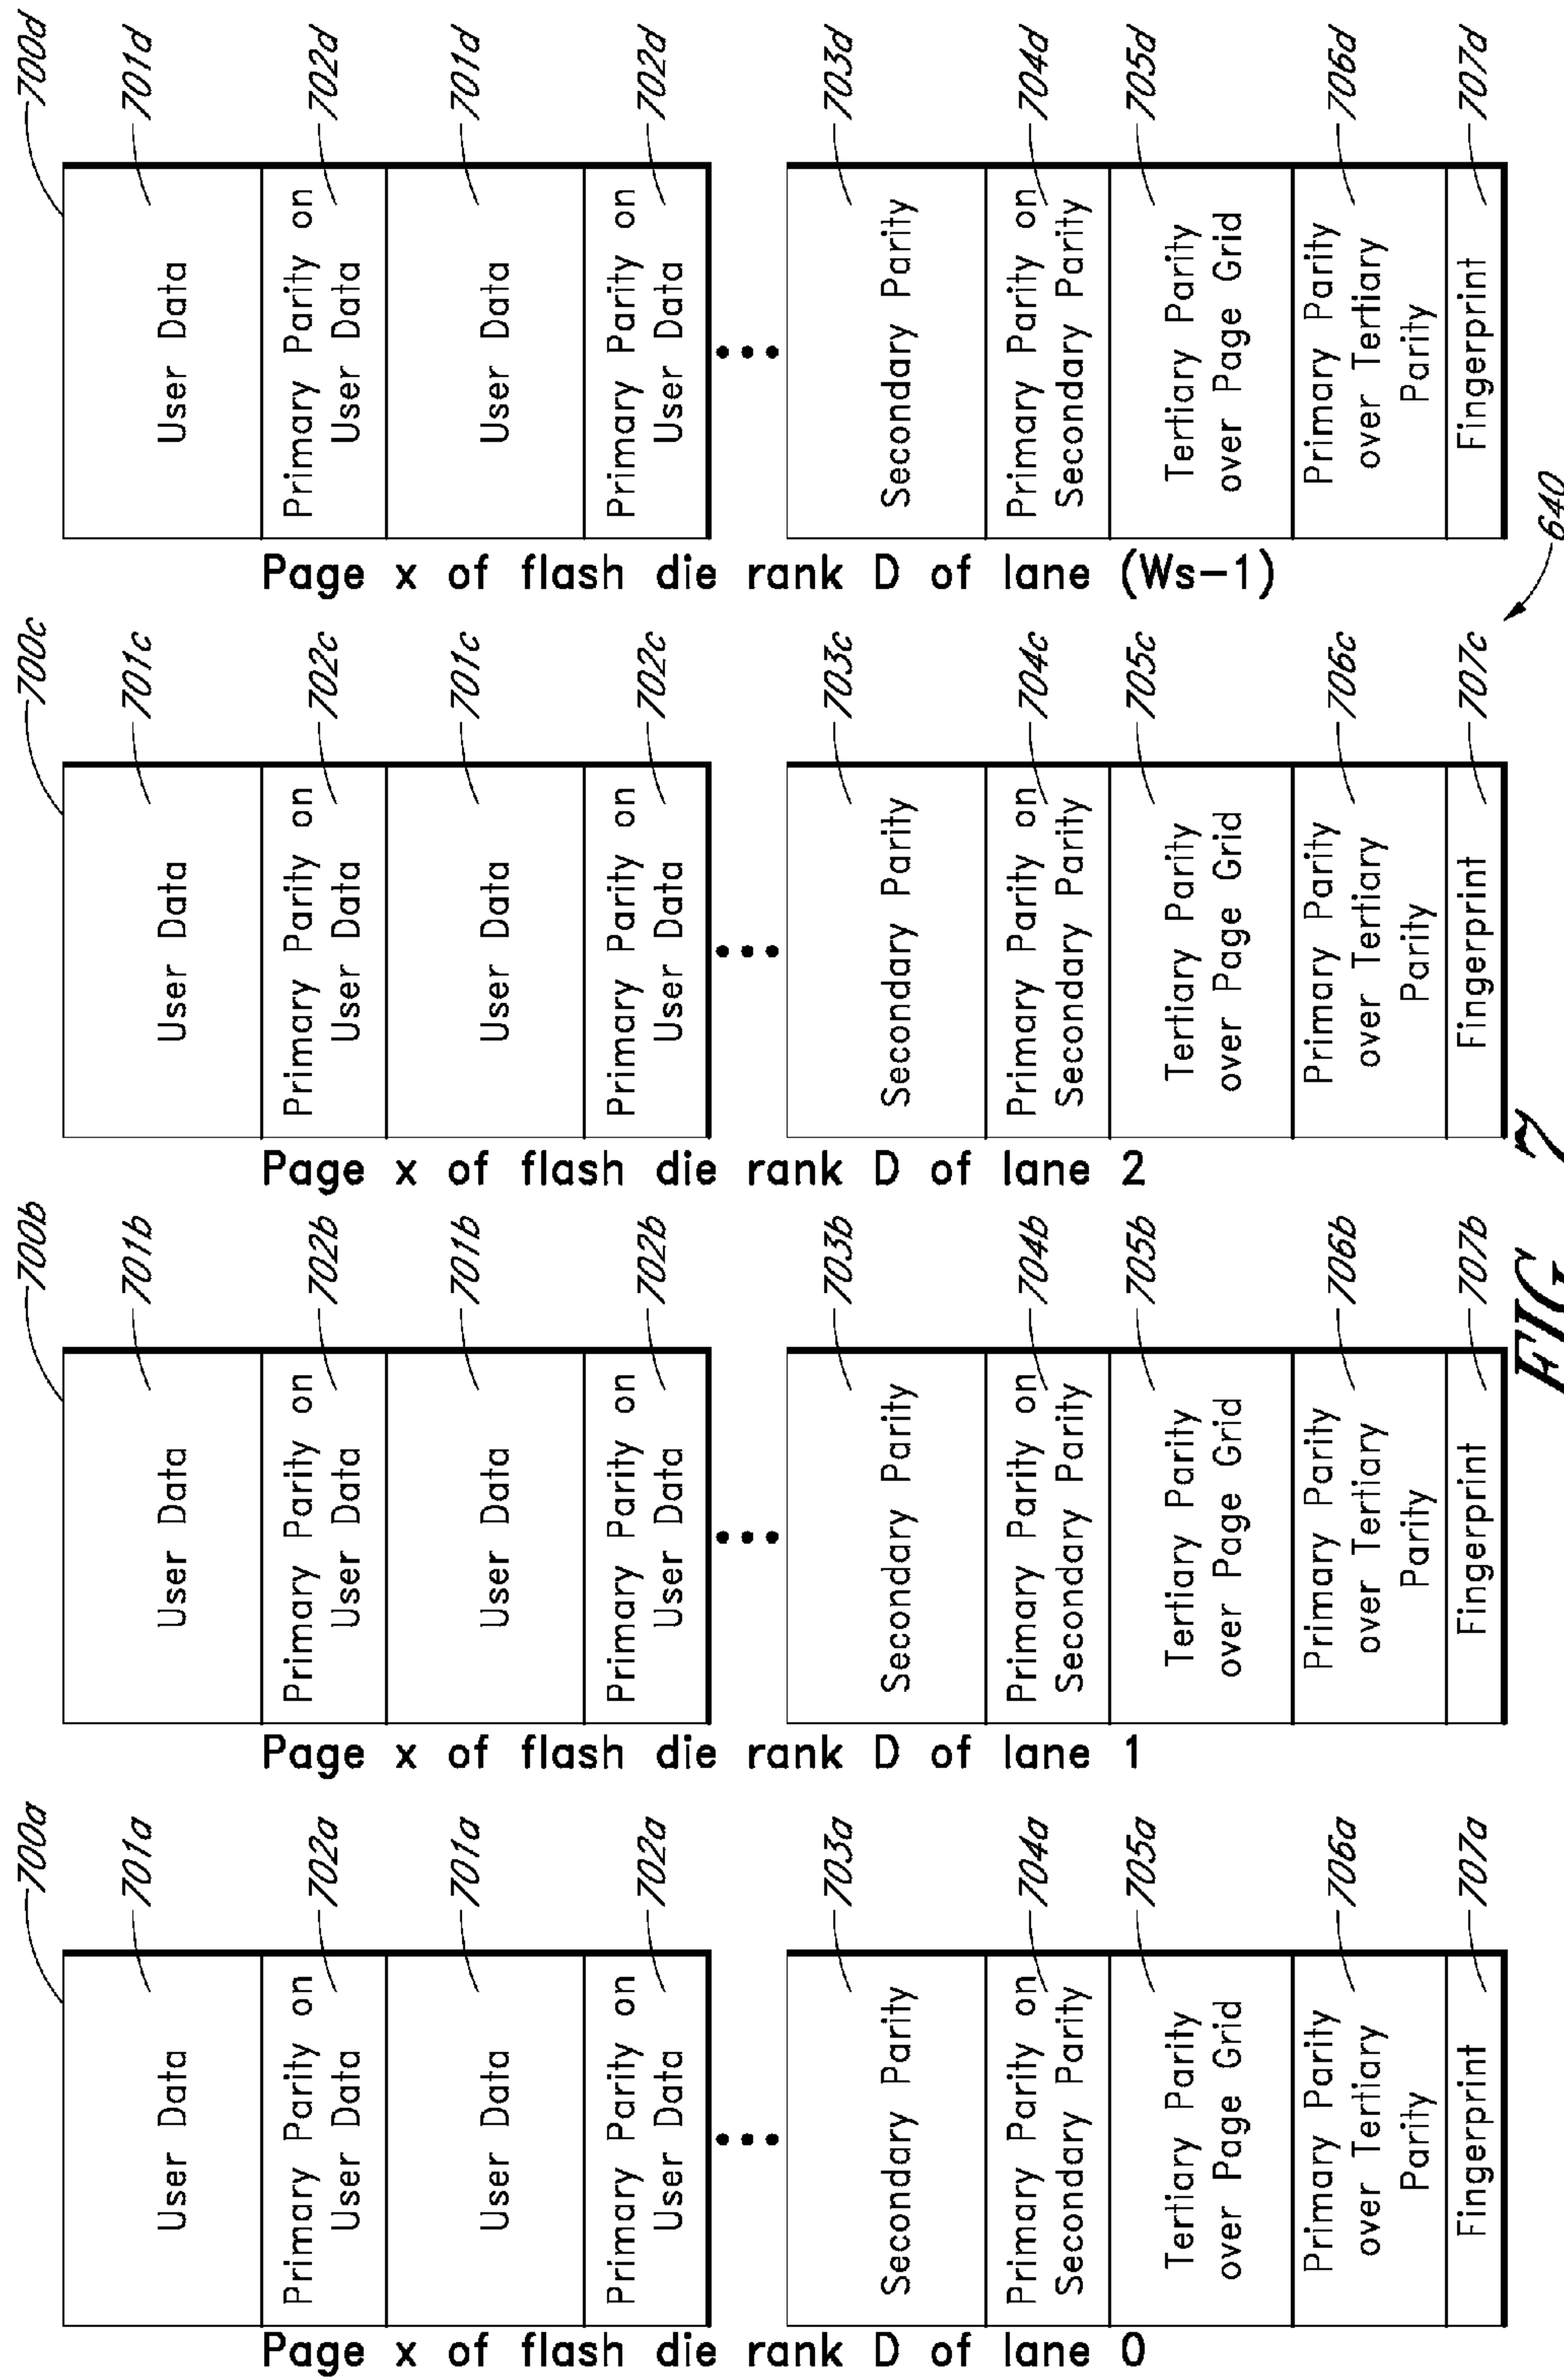 Page x of flash die rank D of lane 0
700a
User Data
701a
Primary Parity on
User Data
702a
User Data
701a
Primary Parity on
User Data
702a
•••
Secondary Parity
703a
Primary Parity on
Secondary Parity
704a
Tertiary Parity
over Page Grid
705a
Primary Parity
over Tertiary
Parity
706a
Fingerprint
707a
Page x of flash die rank D of lane 1
700b
User Data
701b
Primary Parity on
User Data
702b
User Data
701b
Primary Parity on
User Data
702b
•••
Secondary Parity
703b
Primary Parity on
Secondary Parity
704b
Tertiary Parity
over Page Grid
705b
Primary Parity
over Tertiary
Parity
706b
Fingerprint
707b
Page x of flash die rank D of lane 2
700c
User Data
701c
Primary Parity on
User Data
702c
User Data
701c
Primary Parity on
User Data
702c
•••
Secondary Parity
703c
Primary Parity on
Secondary Parity
704c
Tertiary Parity
over Page Grid
705c
Primary Parity
over Tertiary
Parity
706c
Fingerprint
707c
Page x of flash die rank D of lane (Ws-1)
700d
User Data
701d
Primary Parity on
User Data
702d
User Data
701d
Primary Parity on
User Data
702d
•••
Secondary Parity
703d
Primary Parity on
Secondary Parity
704d
Tertiary Parity
over Page Grid
705d
Primary Parity
over Tertiary
Parity
706d
Fingerprint
707d
640
FIG. 7